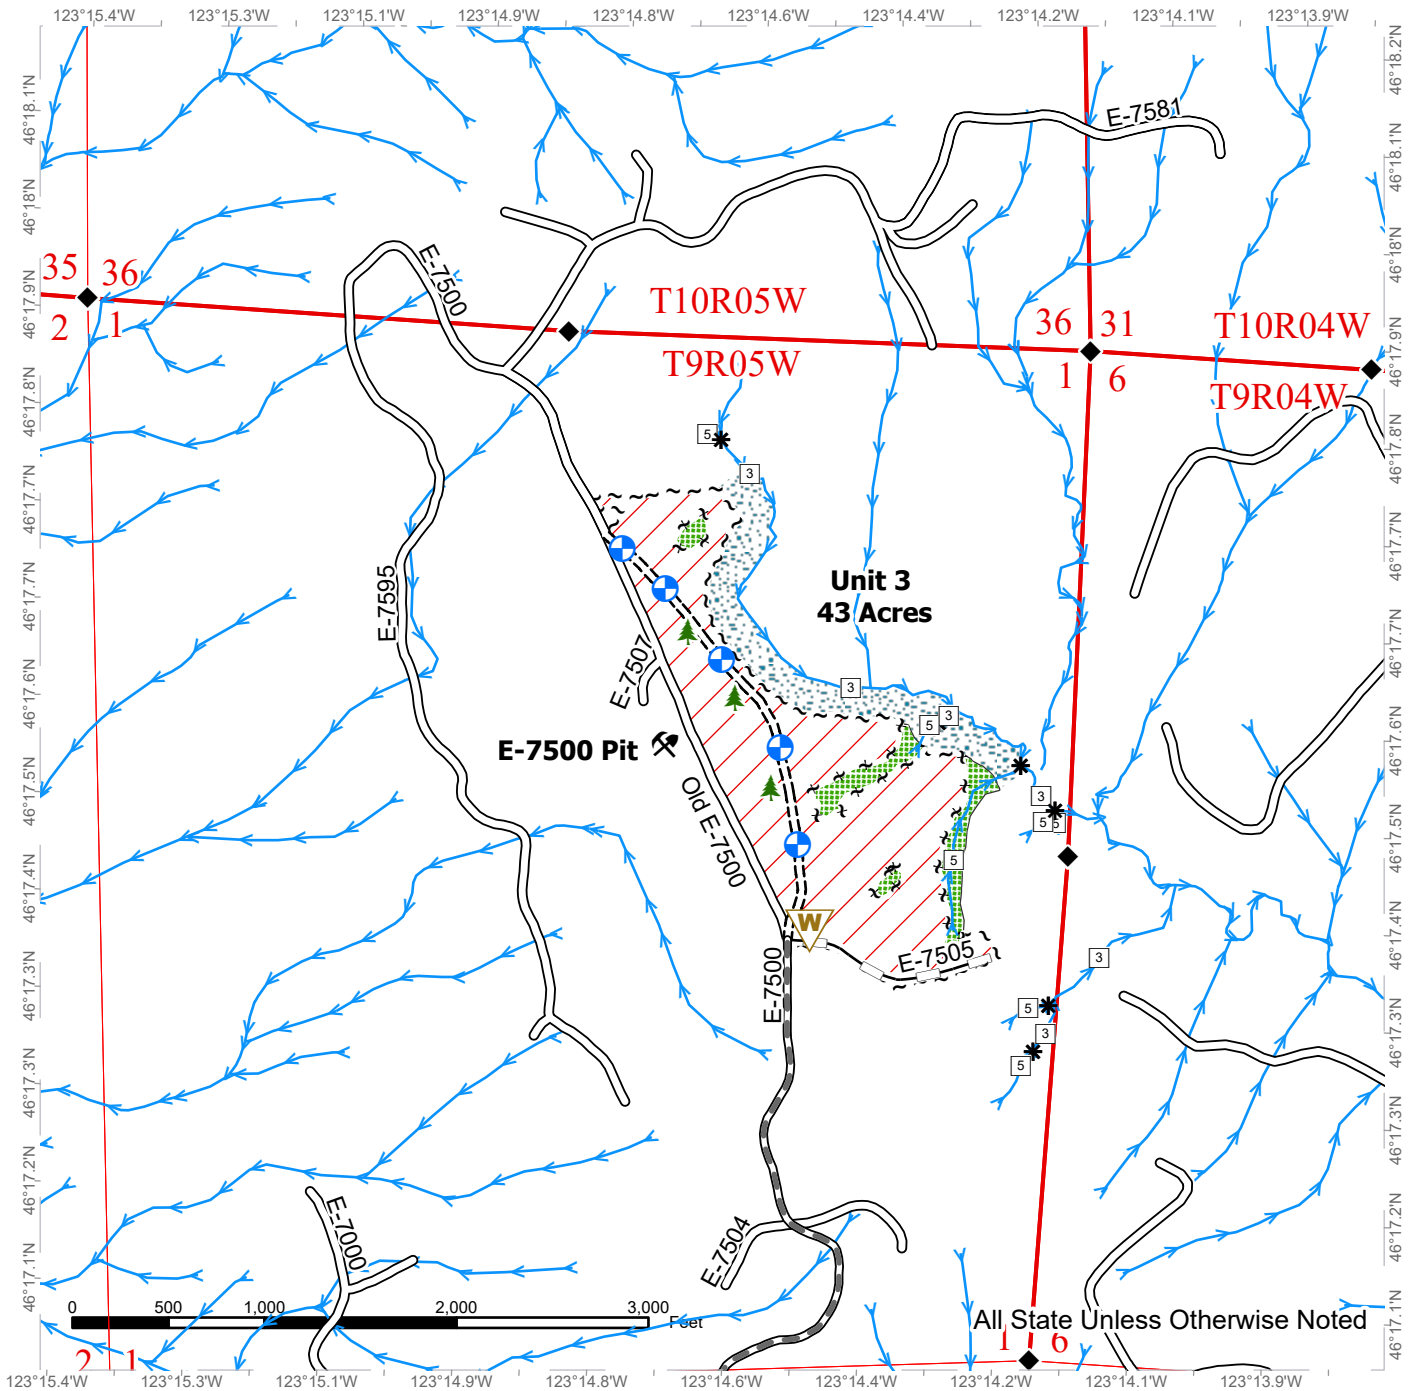 123°15.4'W 123°15.3'W 123°15.1'W 123°14.9'W 123°14.8'W 123°14.6'W 123°14.4'W 123°14.2'W 123°14.1'W 123°13.9'W
46°18.1'N
46°18'N
46°17.9'N
46°17.8'N
46°17.7'N
46°17.7'N
46°17.6'N
46°17.5'N
46°17.4'N
46°17.3'N
46°17.3'N
46°17.2'N
46°17.1'N
46°18.2'N
46°18.1'N
46°18'N
46°17.9'N
46°17.8'N
46°17.7'N
46°17.7'N
46°17.6'N
46°17.5'N
46°17.4'N
46°17.3'N
46°17.3'N
46°17.2'N
46°17.1'N
E-7581
E-7500
35 36
2 1
T10R05W
T9R05W
36 31
1 6
T10R04W
T9R04W
5
3
Unit 3
43 Acres
E-7595
E-7507
3
3
5
E-7500 Pit
Old E-7500
3
5
5
5
W
E-7505
E-7500
3
5
3
5
E-7504
E-7000
0 500 1,000 2,000 3,000
Feet
All State Unless Otherwise Noted
2 1
1 6
123°15.4'W 123°15.3'W 123°15.1'W 123°14.9'W 123°14.8'W 123°14.6'W 123°14.4'W 123°14.2'W 123°14.1'W 123°13.9'W